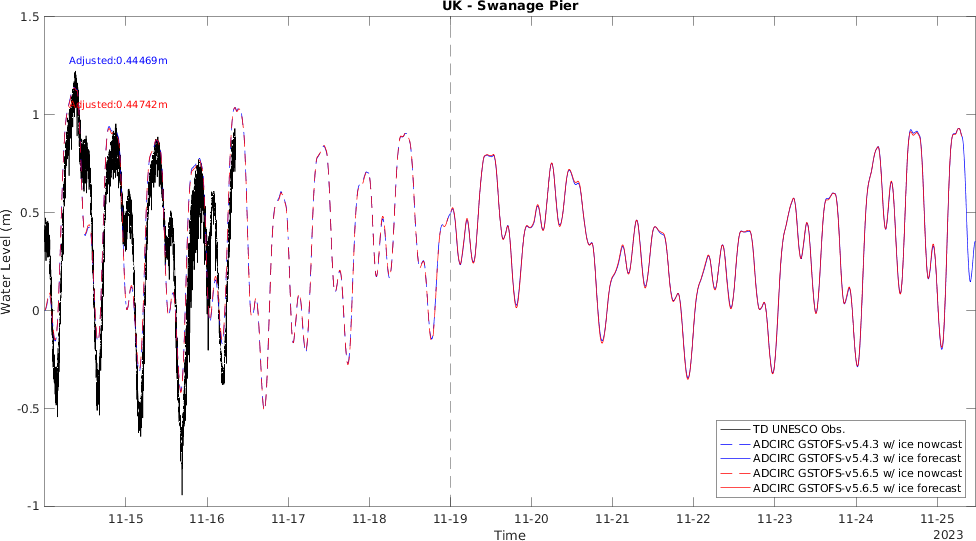 UK - Swanage Pier
1.5
1
0.5
0
-0.5
-1
Water Level (m)
Adjusted:0.44469m
Adjusted:0.44742m
TD UNESCO Obs.
ADCIRC GSTOFS-v5.4.3 w/ ice nowcast
ADCIRC GSTOFS-v5.4.3 w/ ice forecast
ADCIRC GSTOFS-v5.6.5 w/ ice nowcast
ADCIRC GSTOFS-v5.6.5 w/ ice forecast
11-15 11-16 11-17 11-18 11-19 11-20 11-21 11-22 11-23 11-24 11-25
Time
2023